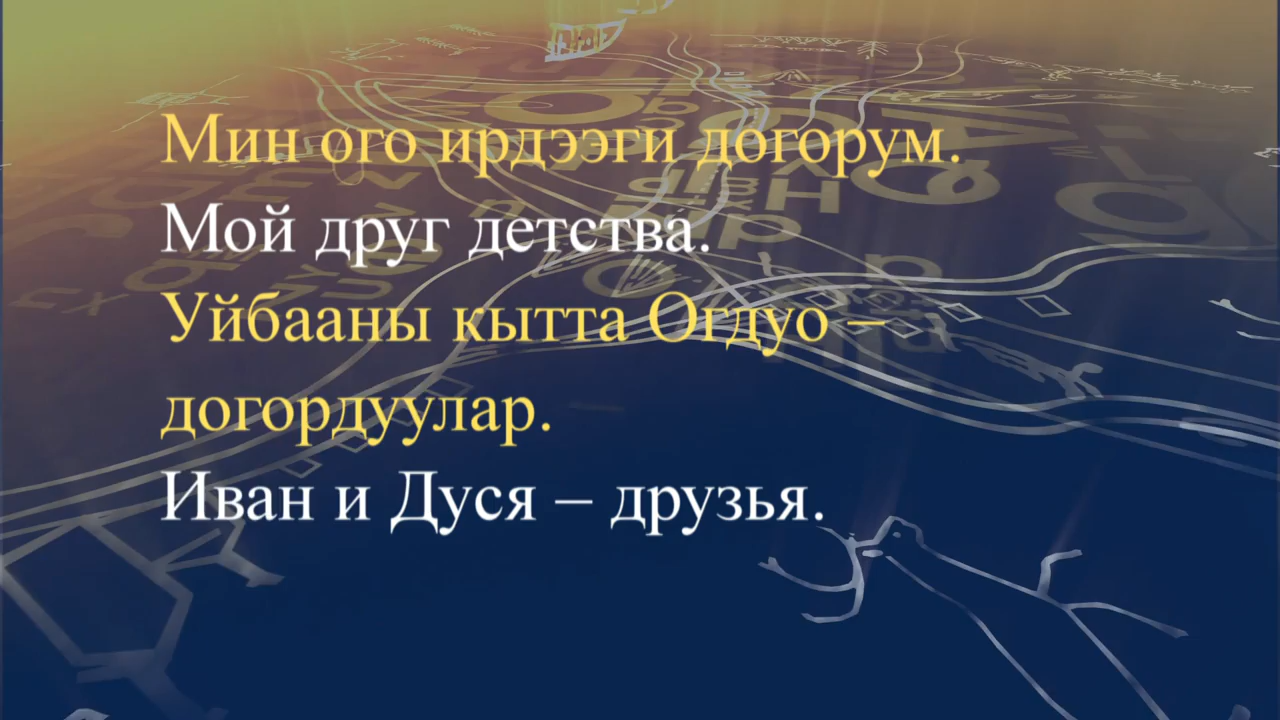 Мин ого ирдээги догорум.
Мой друг детства.
Уйбааны кытта Огдуо –
догордуулар.
Иван и Дуся – друзья.